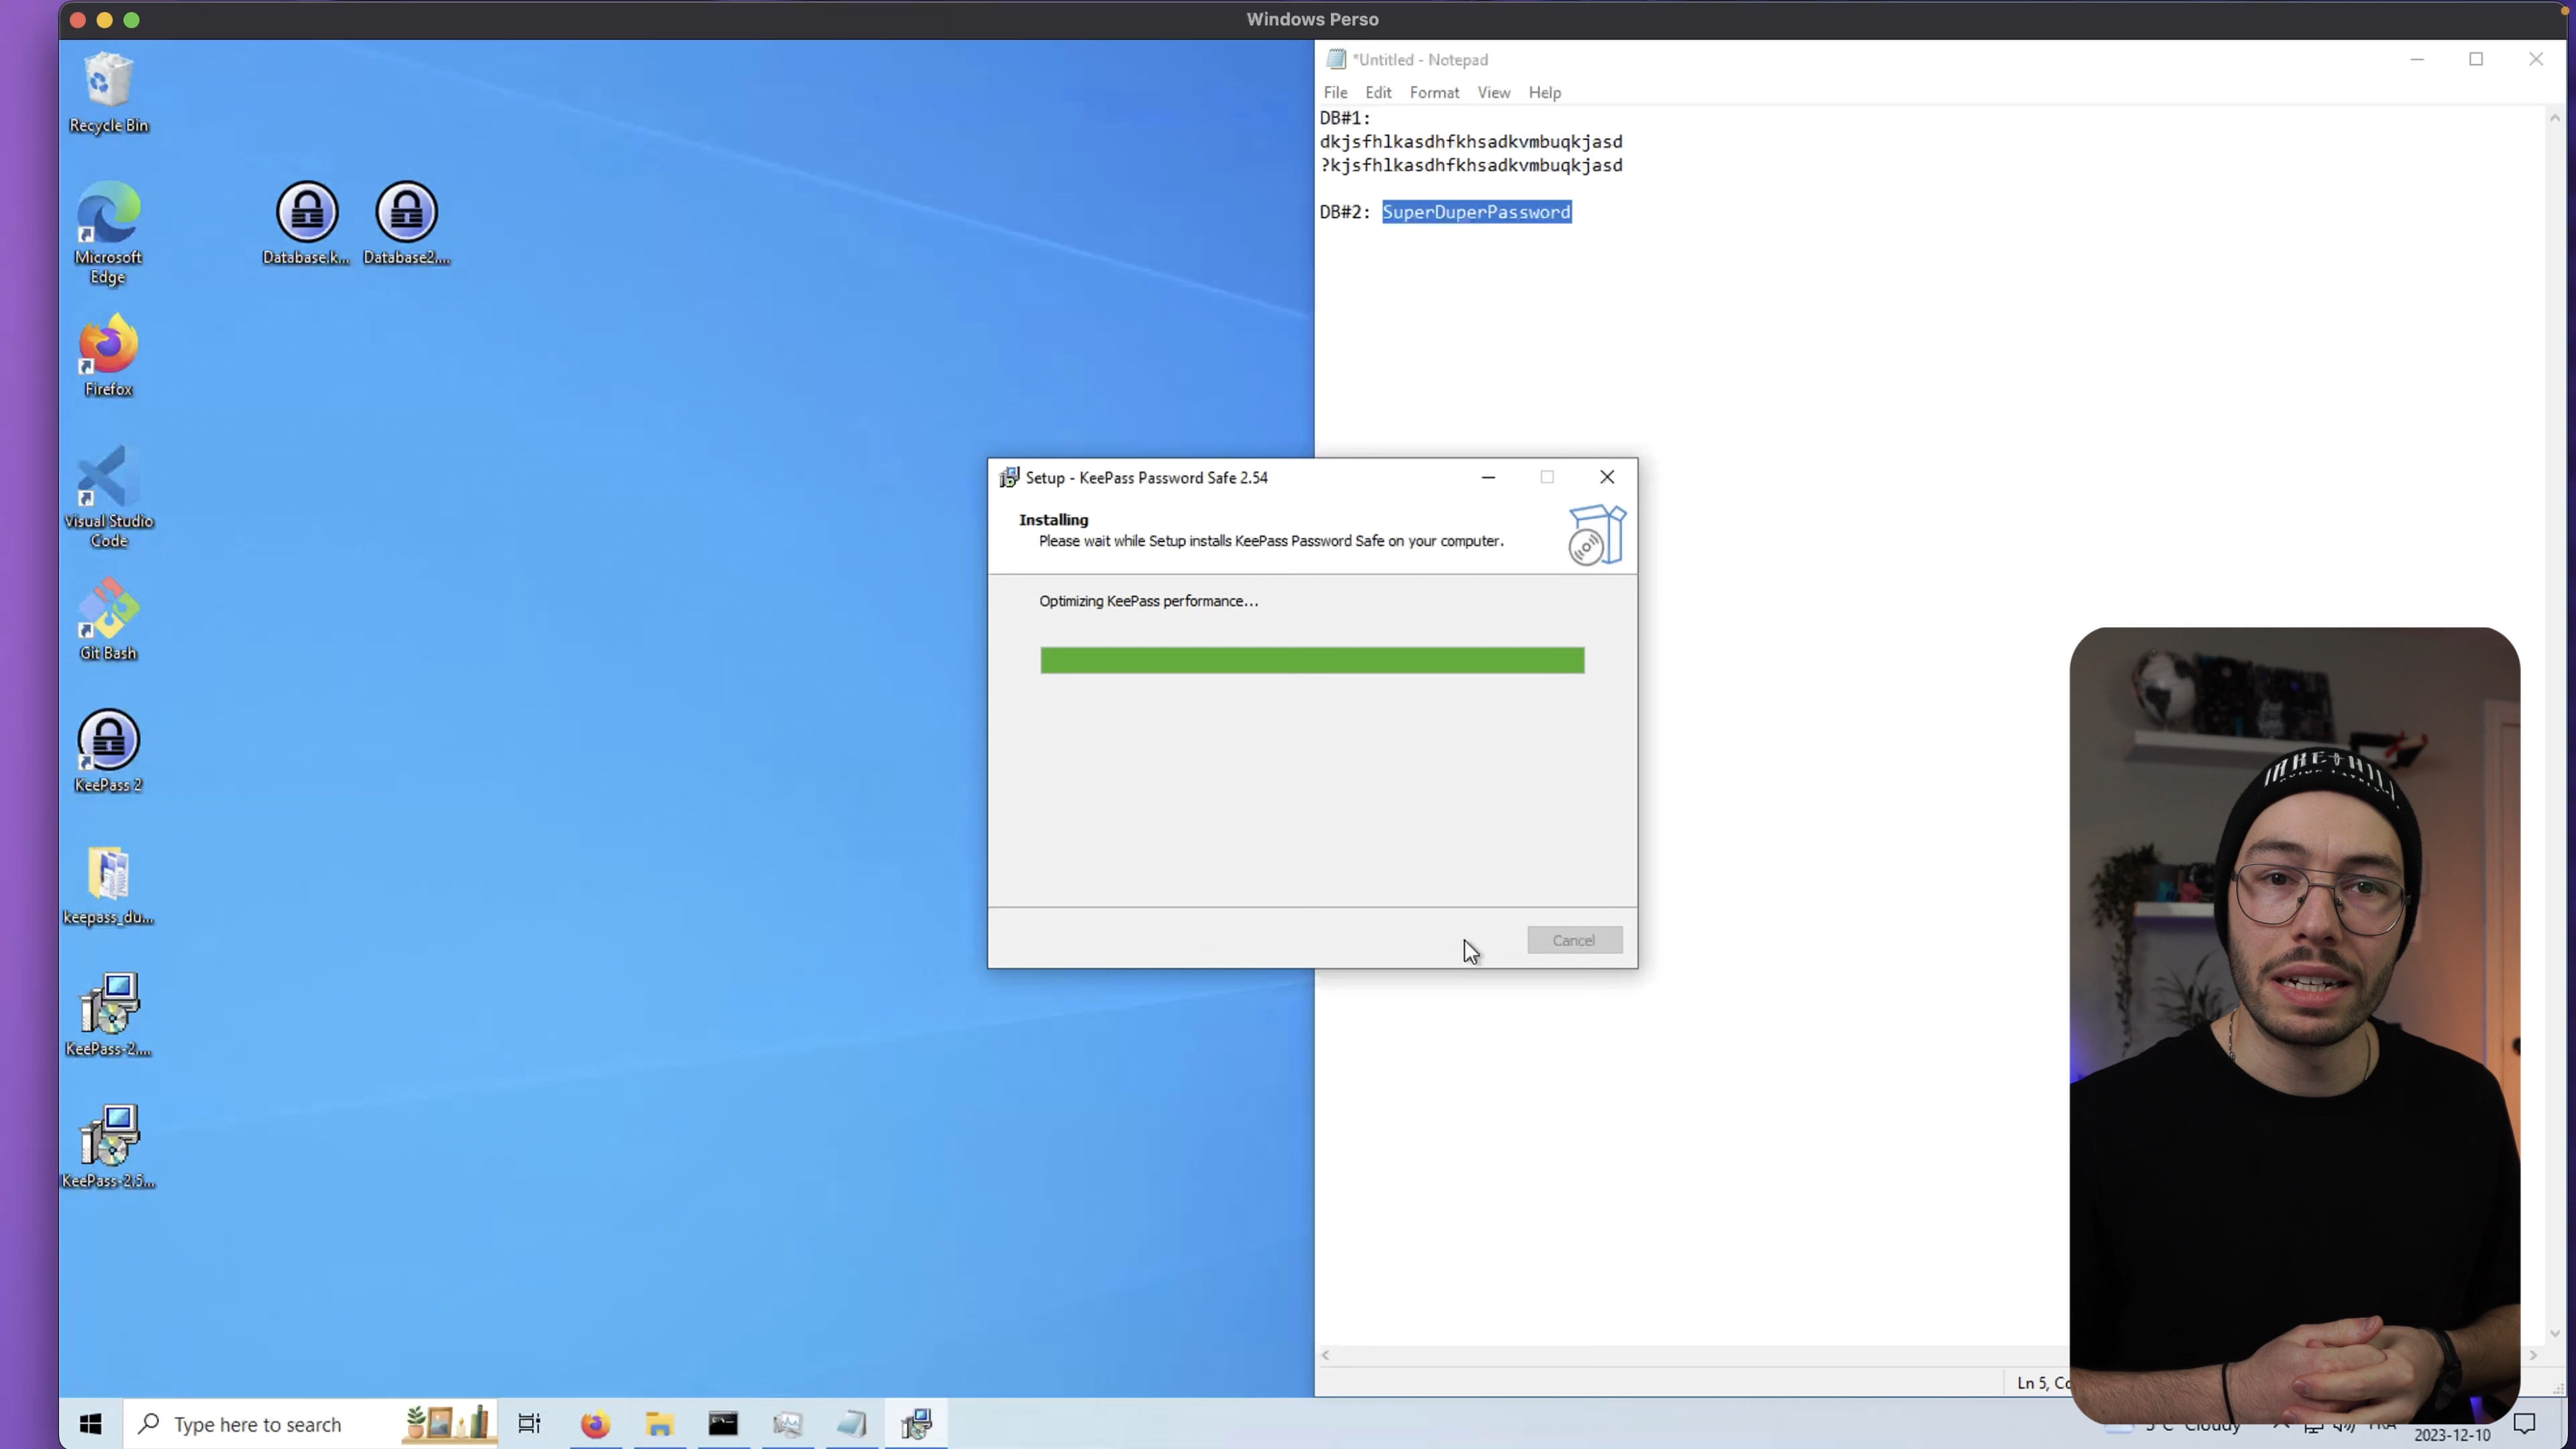 Windows Perso
Recycle Bin
Microsoft
Edge
Firefox
Visual Studio
Code
Git Bash
KeePass 2
keepass_du...
KeePass-2....
KeePass-2.5...
Database.k...
Database2....
*Untitled - Notepad
File Edit Format View Help
DB#1:
dkjsfhlkasdhfkhsadkvmbuqkjasd
?kjsfhlkasdhfkhsadkvmbuqkjasd
DB#2: SuperDuperPassword
Setup - KeePass Password Safe 2.54
Installing
Please wait while Setup installs KeePass Password Safe on your computer.
Optimizing KeePass performance...
Cancel
Ln 5, Co
Type here to search
Cloudy
2023-12-10